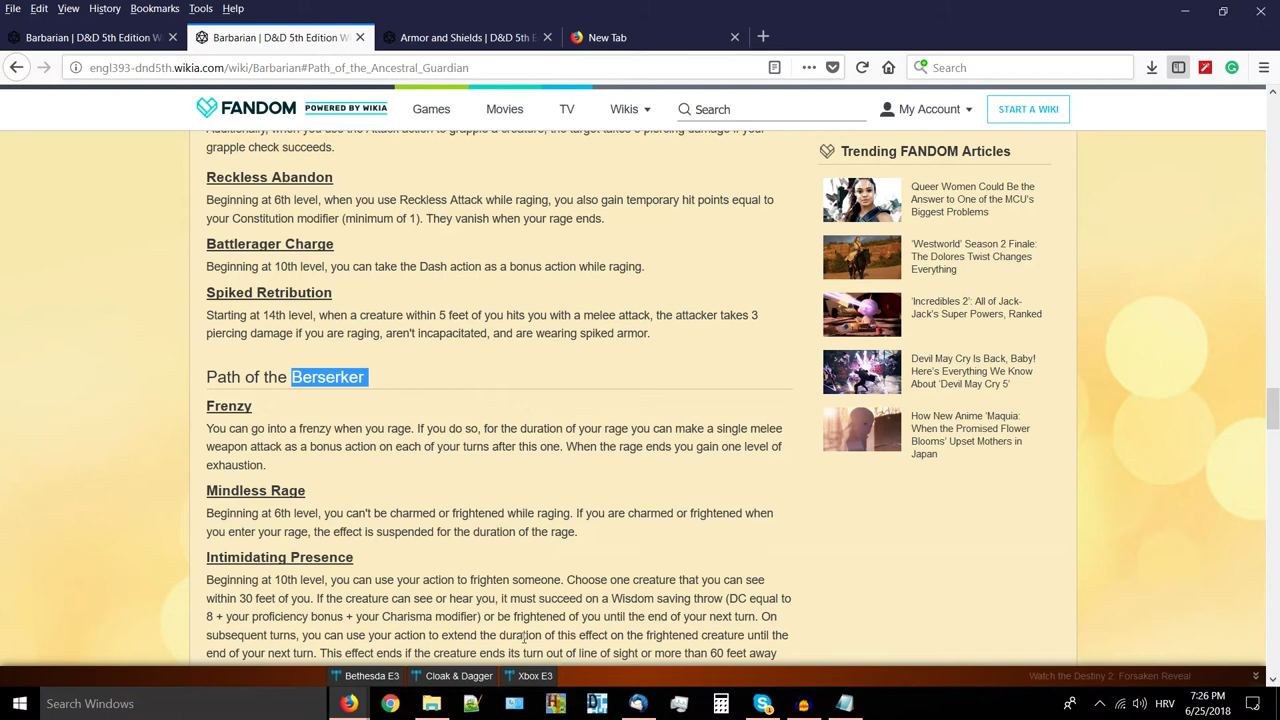 File Edit View History Bookmarks Tools Help
Barbarian | D&D 5th Edition Wi
Barbarian | D&D 5th Edition W
Armor and Shields | D&D 5th E
New Tab
engl393-dnd5th.wikia.com/wiki/Barbarian#Path_of_the_Ancestral_Guardian
Search
FANDOM POWERED BY WIKIA Games Movies TV Wikis Search My Account START A WIKI
Additionally, when you use the Attack action to grapple a creature, the target takes 3 piercing damage if your
grapple check succeeds.
Reckless Abandon
Beginning at 6th level, when you use Reckless Attack while raging, you also gain temporary hit points equal to
your Constitution modifier (minimum of 1). They vanish when your rage ends.
Battlerager Charge
Beginning at 10th level, you can take the Dash action as a bonus action while raging.
Spiked Retribution
Starting at 14th level, when a creature within 5 feet of you hits you with a melee attack, the attacker takes 3
piercing damage if you are raging, aren't incapacitated, and are wearing spiked armor.
Path of the Berserker
Frenzy
You can go into a frenzy when you rage. If you do so, for the duration of your rage you can make a single melee
weapon attack as a bonus action on each of your turns after this one. When the rage ends you gain one level of
exhaustion.
Mindless Rage
Beginning at 6th level, you can't be charmed or frightened while raging. If you are charmed or frightened when
you enter your rage, the effect is suspended for the duration of the rage.
Intimidating Presence
Beginning at 10th level, you can use your action to frighten someone. Choose one creature that you can see
within 30 feet of you. If the creature can see or hear you, it must succeed on a Wisdom saving throw (DC equal to
8 + your proficiency bonus + your Charisma modifier) or be frightened of you until the end of your next turn. On
subsequent turns, you can use your action to extend the duration of this effect on the frightened creature until the
end of your next turn. This effect ends if the creature ends its turn out of line of sight or more than 60 feet away
Trending FANDOM Articles
Queer Women Could Be the
Answer to One of the MCU's
Biggest Problems
'Westworld' Season 2 Finale:
The Dolores Twist Changes
Everything
'Incredibles 2': All of Jack-
Jack's Super Powers, Ranked
Devil May Cry Is Back, Baby!
Here's Everything We Know
About 'Devil May Cry 5'
How New Anime 'Maquia:
When the Promised Flower
Blooms' Upset Mothers in
Japan
Bethesda E3 Cloak & Dagger Xbox E3
Watch the Destiny 2: Forsaken Reveal
Search Windows
HRV
7:26 PM
6/25/2018